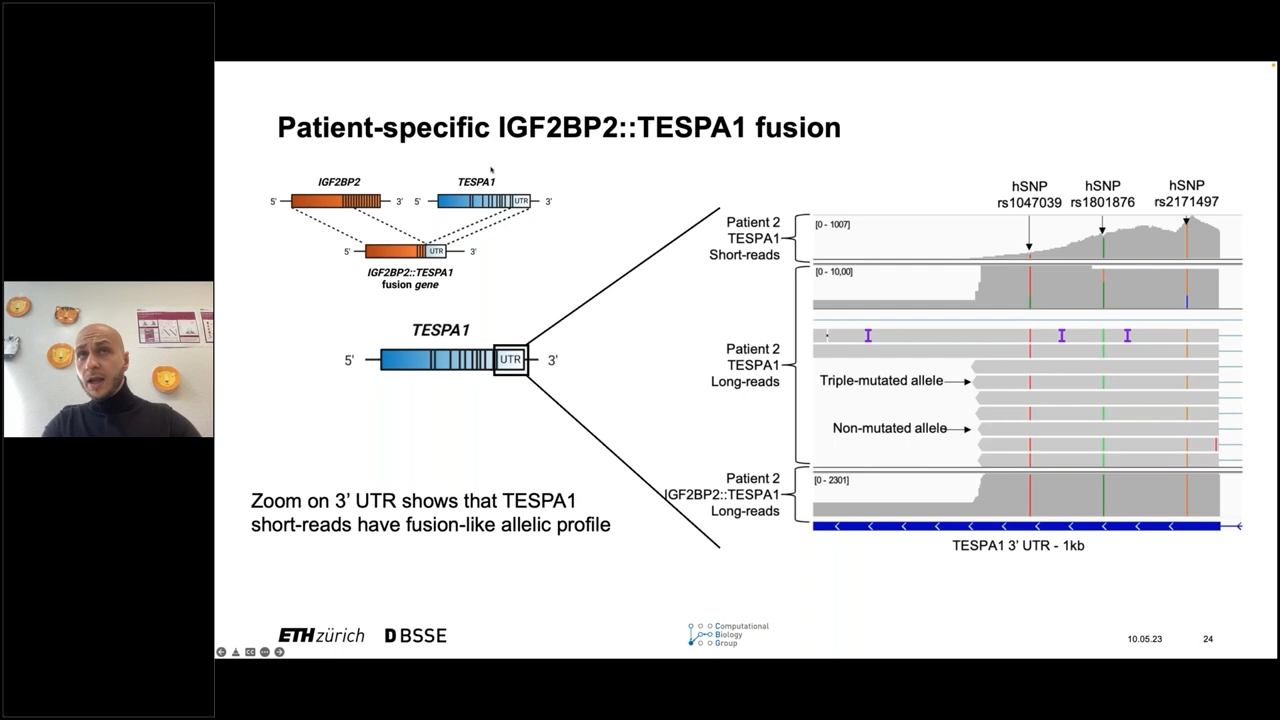 Patient-specific IGF2BP2::TESPA1 fusion
IGF2BP2
TESPA1
5'
3'
5'
UTR
3'
5'
UTR
3'
IGF2BP2::TESPA1
fusion gene
TESPA1
5'
UTR
3'
Zoom on 3' UTR shows that TESPA1
short-reads have fusion-like allelic profile
hSNP
rs1047039
hSNP
rs1801876
hSNP
rs2171497
Patient 2
TESPA1
Short-reads
[0 - 1007]
[0 - 10,00]
Patient 2
TESPA1
Long-reads
Triple-mutated allele
Non-mutated allele
Patient 2
IGF2BP2::TESPA1
Long-reads
[0 - 2301]
TESPA1 3' UTR - 1kb
ETH zürich
D BSSE
Computational
Biology
Group
10.05.23
24